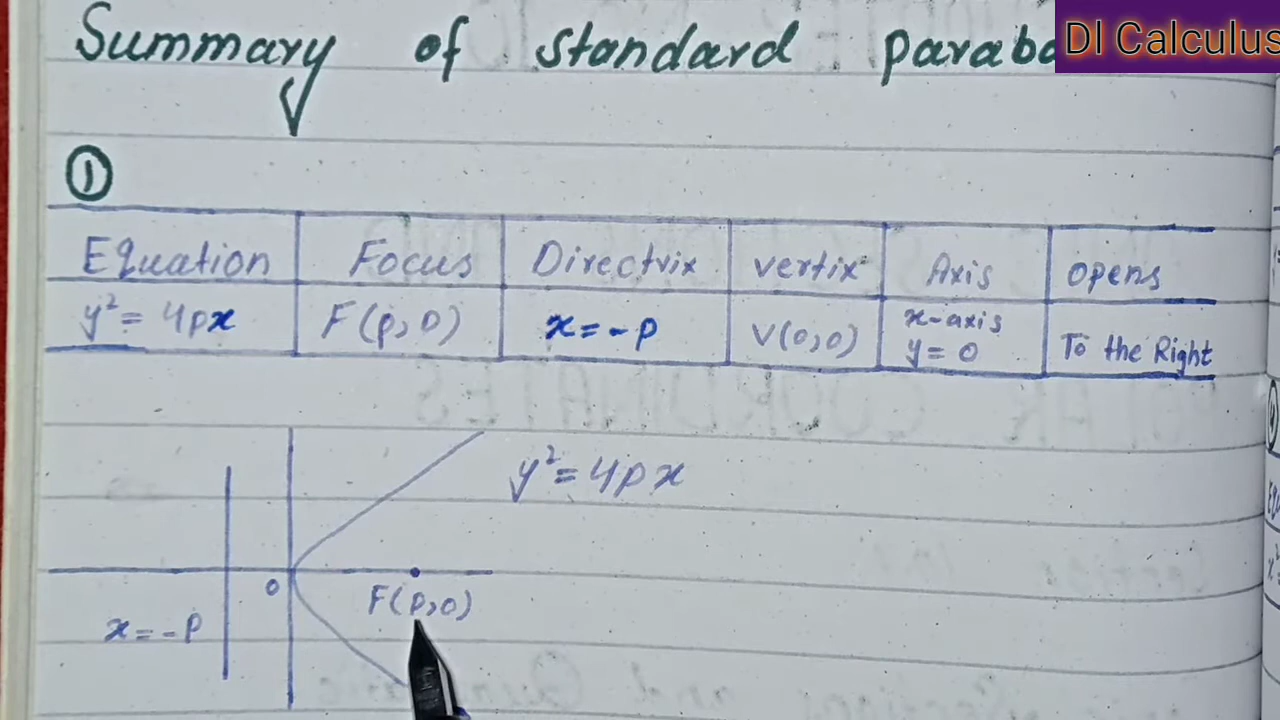 Summary of standard parabo
DI Calculus
①
Equation Focus Directrix vertix Axis opens
y² = 4px F(p,0) x = -p V(0,0) x-axis y = 0 To the Right
y² = 4px
0
F(p,0)
x = -p